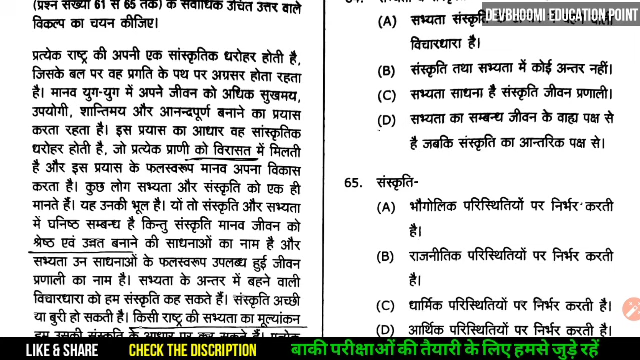 DEVBHOOMI EDUCATION POINT
(प्रश्न संख्या 61 से 65 तक) के सर्वाधिक उचित उत्तर वाले
विकल्प का चयन कीजिए।
प्रत्येक राष्ट्र की अपनी एक सांस्कृतिक धरोहर होती है,
जिसके बल पर वह प्रगति के पथ पर अग्रसर होता रहता
है। मानव युग-युग में अपने जीवन को अधिक सुखमय,
उपयोगी, शान्तिमय और आनन्दपूर्ण बनाने का प्रयास
करता रहता है। इस प्रयास का आधार वह सांस्कृतिक
धरोहर होती है, जो प्रत्येक प्राणी को विरासत में मिलती
है और इस प्रयास के फलस्वरूप मानव अपना विकास
करता है। कुछ लोग सभ्यता और संस्कृति को एक ही
मानते हैं। यह उनकी भूल है। यों तो संस्कृति और सभ्यता
में घनिष्ठ सम्बन्ध है किन्तु संस्कृति मानव जीवन को
श्रेष्ठ एवं उन्नत बनाने की साधनाओं का नाम है और
सभ्यता उन साधनाओं के फलस्वरूप उपलब्ध हुई जीवन
प्रणाली का नाम है। सभ्यता के अन्तर में बहने वाली
विचारधारा को हम संस्कृति कह सकते हैं। संस्कृति अच्छी
या बुरी हो सकती है। किसी राष्ट्र की सभ्यता का मूल्यांकन
हम उसकी संस्कृति के आधार पर कर सकते हैं। प्रत्येक
(A) सभ्यता संस्कृति
विचारधारा है।
(B) संस्कृति तथा सभ्यता में कोई अन्तर नहीं।
(C) सभ्यता साधना है संस्कृति जीवन प्रणाली।
(D) सभ्यता का सम्बन्ध जीवन के वाह्य पक्ष से
है जबकि संस्कृति का आन्तरिक पक्ष से।
65. संस्कृति-
(A) भौगोलिक परिस्थितियों पर निर्भर करती
है।
(B) राजनीतिक परिस्थितियों पर निर्भर करती
है।
(C) धार्मिक परिस्थितियों पर निर्भर करती है।
(D) आर्थिक परिस्थितियों पर निर्भर करती है।
LIKE & SHARE CHECK THE DISCRIPTION बाकी परीक्षाओं की तैयारी के लिए हमसे जुड़े रहें